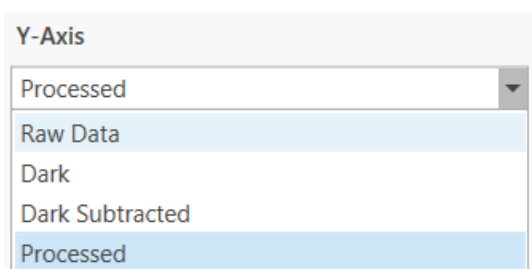 Y-Axis
Processed
Raw Data
Dark
Dark Subtracted
Processed